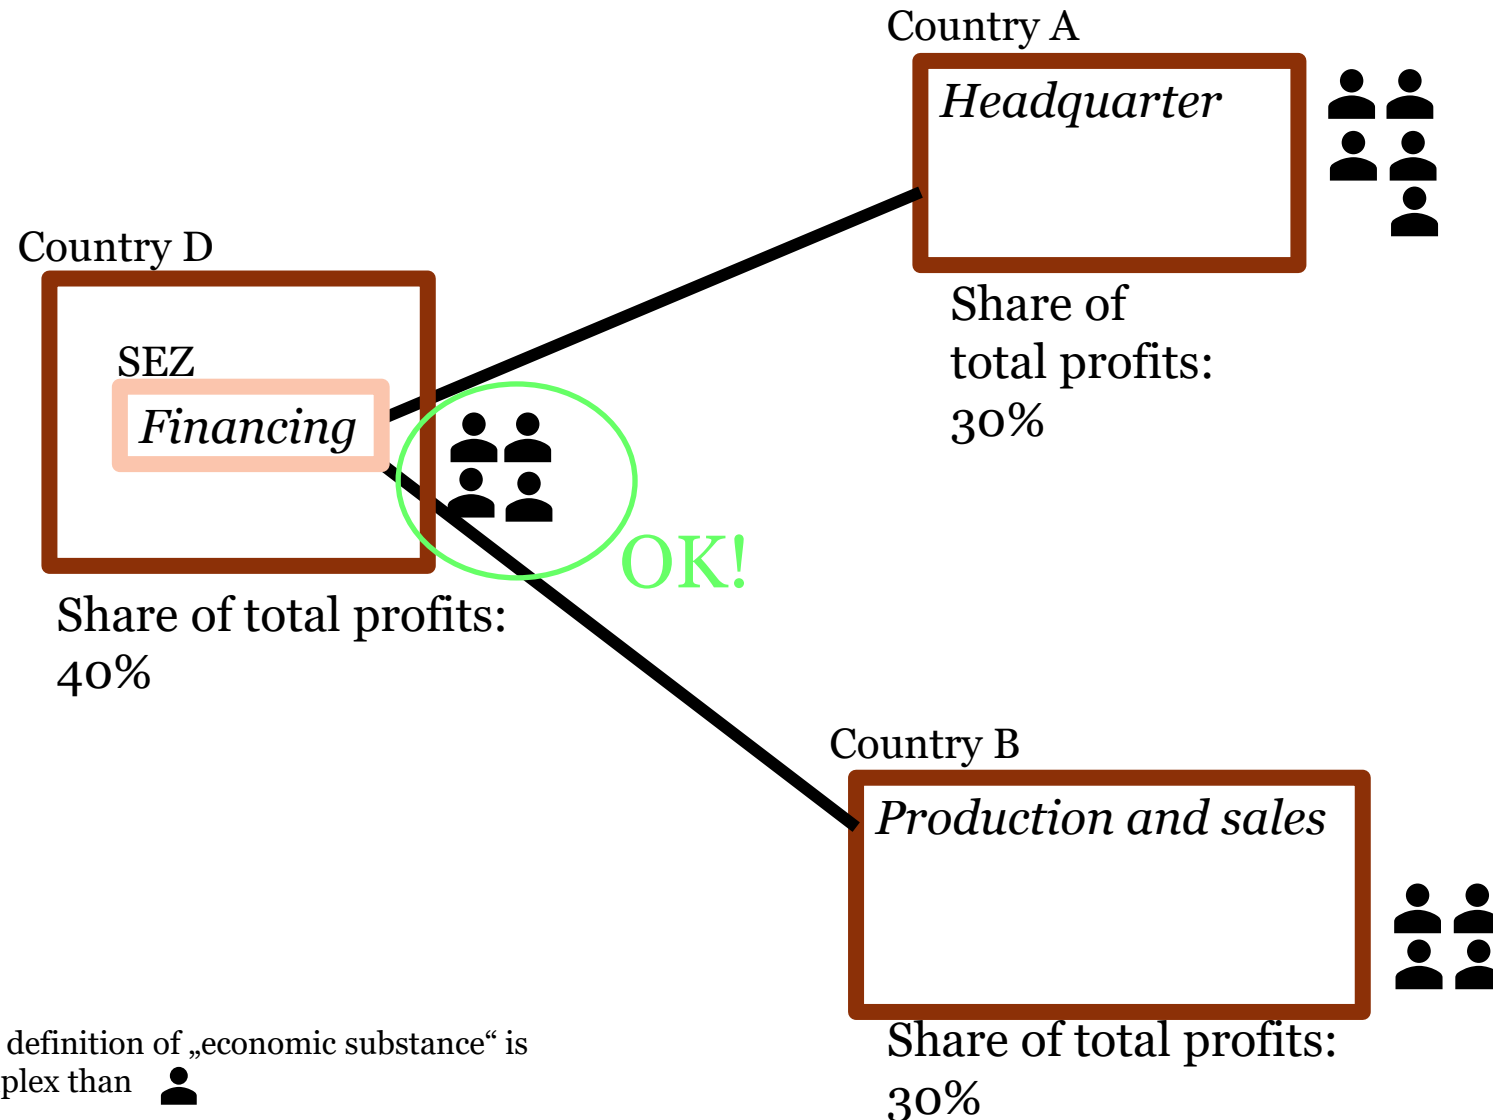 Country A
Headquarter
Share of
total profits:
30%
Country D
SEZ
Financing
OK!
Share of total profits:
40%
Country B
Production and sales
Share of total profits:
30%
definition of „economic substance“ is
plex than